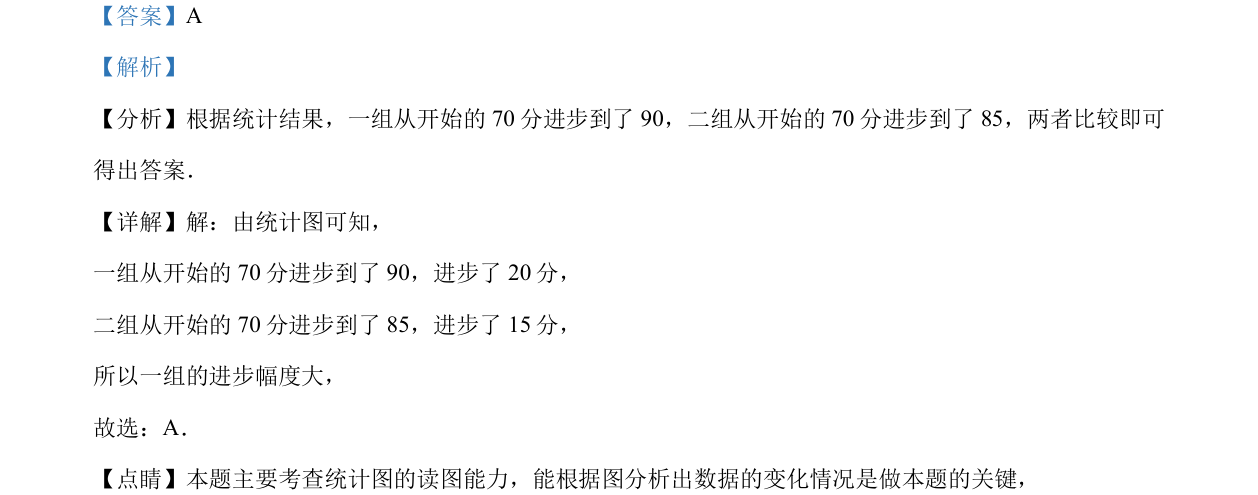 【答案】A
【解析】
【分析】根据统计结果，一组从开始的 70 分进步到了 90，二组从开始的 70 分进步到了 85，两者比较即可
得出答案．
【详解】解：由统计图可知，
一组从开始的 70 分进步到了 90，进步了 20 分，
二组从开始的 70 分进步到了 85，进步了 15 分，
所以一组的进步幅度大，
故选：A．
【点睛】本题主要考查统计图的读图能力，能根据图分析出数据的变化情况是做本题的关键，